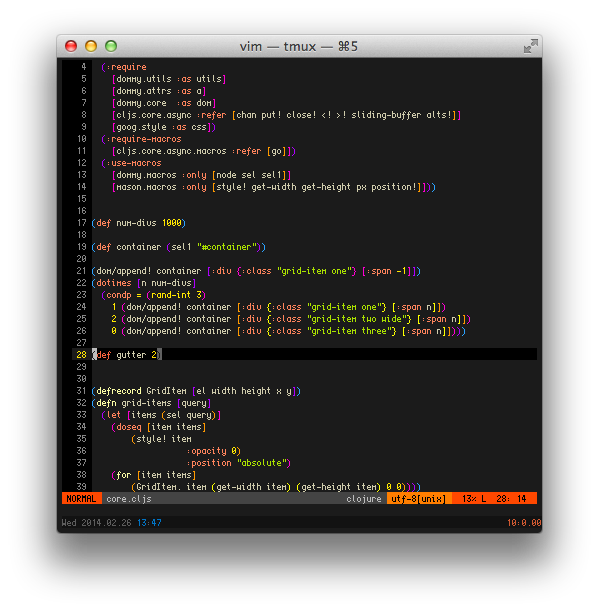 vim — tmux — ⌘5
4 (:require
5 [dommy.utils :as utils]
6 [dommy.attrs :as a]
7 [dommy.core :as dom]
8 [cljs.core.async :refer [chan put! close! <! >! sliding-buffer alts!]]
9 [goog.style :as css])
10 (:require-macros
11 [cljs.core.async.macros :refer [go]])
12 (:use-macros
13 [dommy.macros :only [node sel sel1]]
14 [mason.macros :only [style! get-width get-height px position!]]))
15
16
17 (def num-divs 1000)
18
19 (def container (sel1 "#container"))
20
21 (dom/append! container [:div {:class "grid-item one"} [:span -1]])
22 (dotimes [n num-divs]
23 (condp = (rand-int 3)
24 1 (dom/append! container [:div {:class "grid-item one"} [:span n]])
25 2 (dom/append! container [:div {:class "grid-item two wide"} [:span n]])
26 0 (dom/append! container [:div {:class "grid-item three"} [:span n]])))
27
28 (def gutter 2)
29
30
31 (defrecord GridItem [el width height x y])
32 (defn grid-items [query]
33 (let [items (sel query)]
34 (doseq [item items]
35 (style! item
36 :opacity 0)
37 :position "absolute")
38 (for [item items]
39 (GridItem. item (get-width item) (get-height item) 0 0))))
NORMAL core.cljs clojure utf-8[unix] 13% L 28: 14
Wed 2014.02.26 13:47 10:0.00